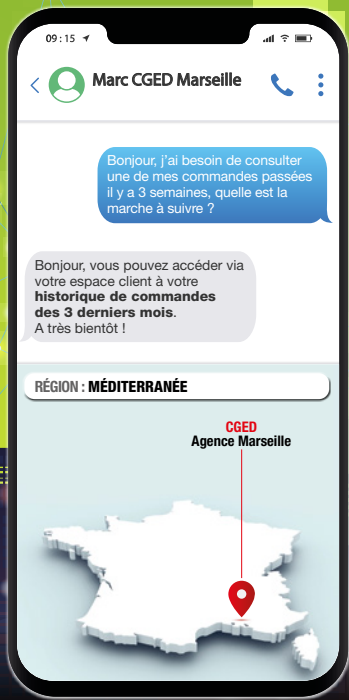 09 : 15
Marc CGED Marseille
Bonjour, j'ai besoin de consulter
une de mes commandes passées
il y a 3 semaines, quelle est la
marche à suivre ?
Bonjour, vous pouvez accéder via
votre espace client à votre
historique de commandes
des 3 derniers mois.
A très bientôt !
RÉGION : MÉDITERRANÉE
CGED
Agence Marseille